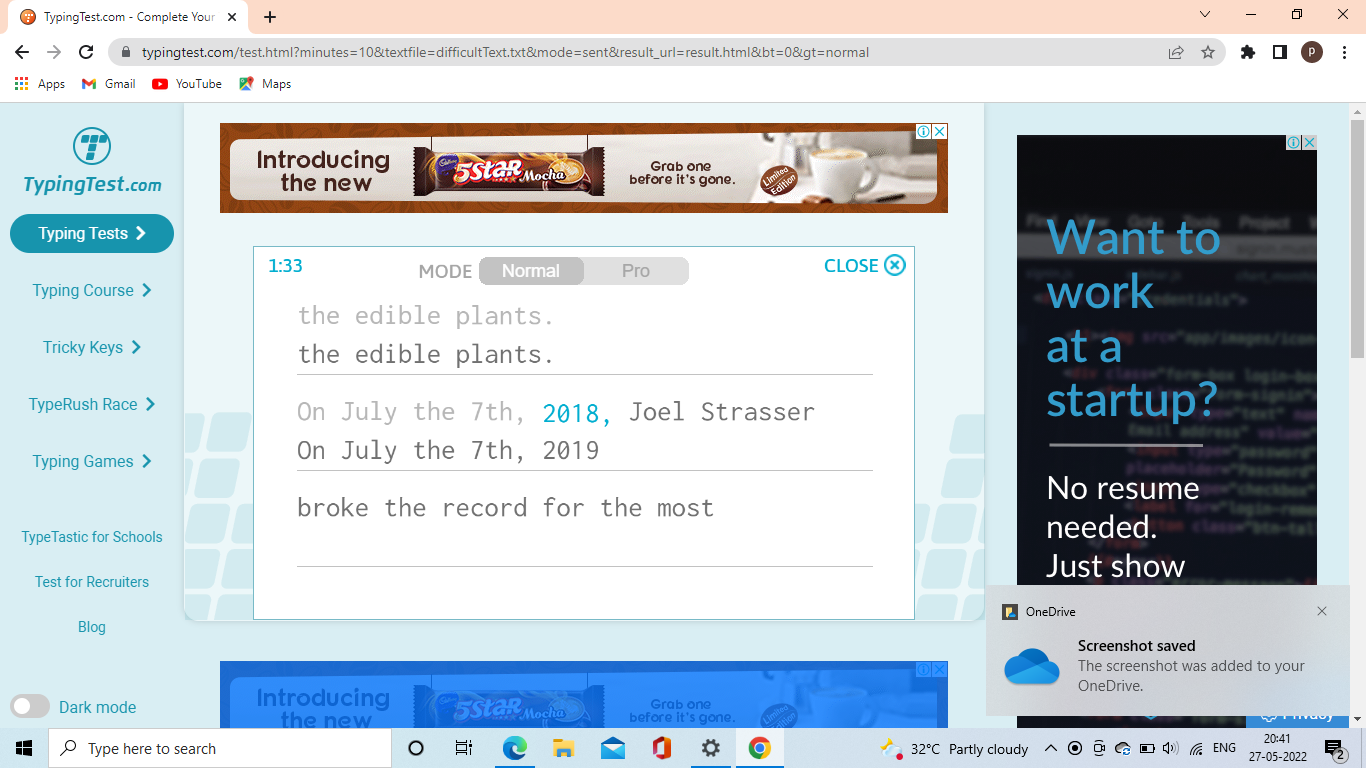 TypingTest.com - Complete Your
typingtest.com/test.html?minutes=10&textfile=difficultText.txt&mode=sent&result_url=result.html&bt=0&gt=normal
P
Apps
Gmail
YouTube
Maps
TypingTest.com
Typing Tests
Typing Course
Tricky Keys
TypeRush Race
Typing Games
TypeTastic for Schools
Test for Recruiters
Blog
Dark mode
Introducing
the new
Cadbury
5STAR
Mocha
Grab one
before it's gone.
Limited
Edition
1:33
MODE
Normal
Pro
CLOSE
the edible plants.
the edible plants.
On July the 7th, 2018, Joel Strasser
On July the 7th, 2019
broke the record for the most
Introducing
the new
5STAR
Mocha
Grab one
before it's gone.
Limited
Edition
Want to
work
at a
startup?
No resume
needed.
Just show
OneDrive
Screenshot saved
The screenshot was added to your
OneDrive.
Privacy
Type here to search
32°C Partly cloudy
ENG
20:41
27-05-2022
2